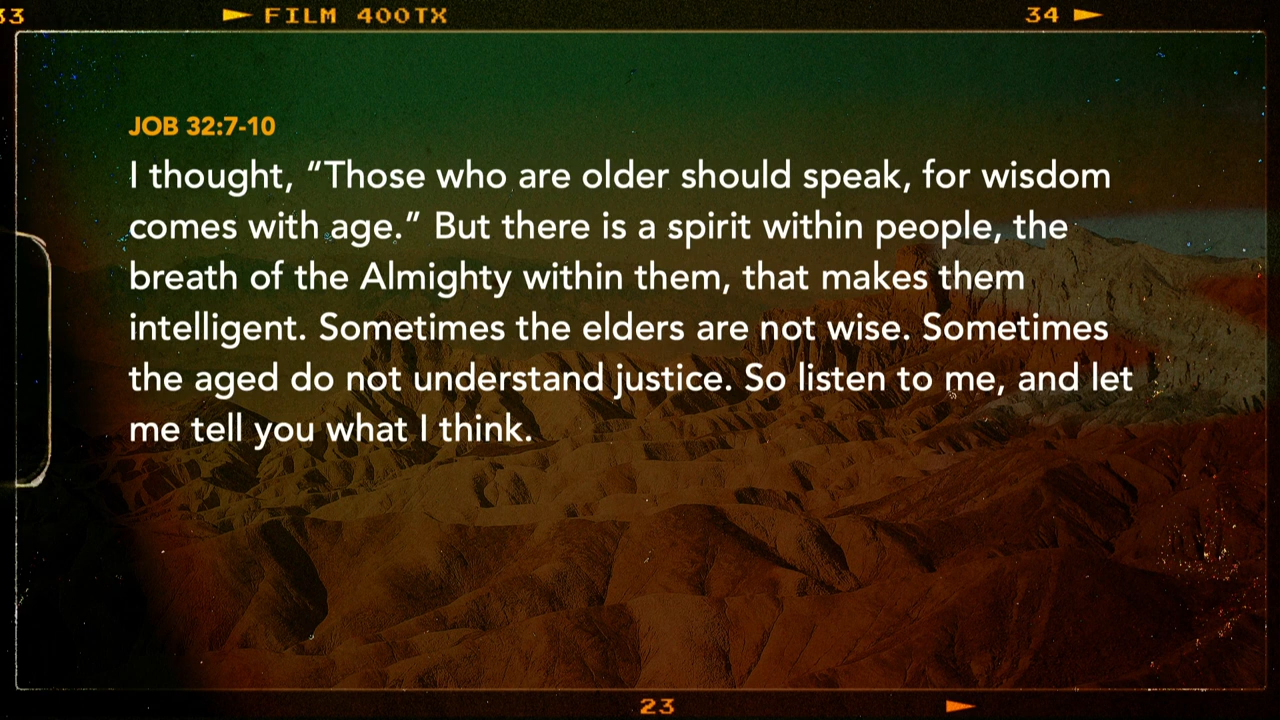 33 FILM 400TX 34
JOB 32:7-10
I thought, “Those who are older should speak, for wisdom
comes with age.” But there is a spirit within people, the
breath of the Almighty within them, that makes them
intelligent. Sometimes the elders are not wise. Sometimes
the aged do not understand justice. So listen to me, and let
me tell you what I think.
23